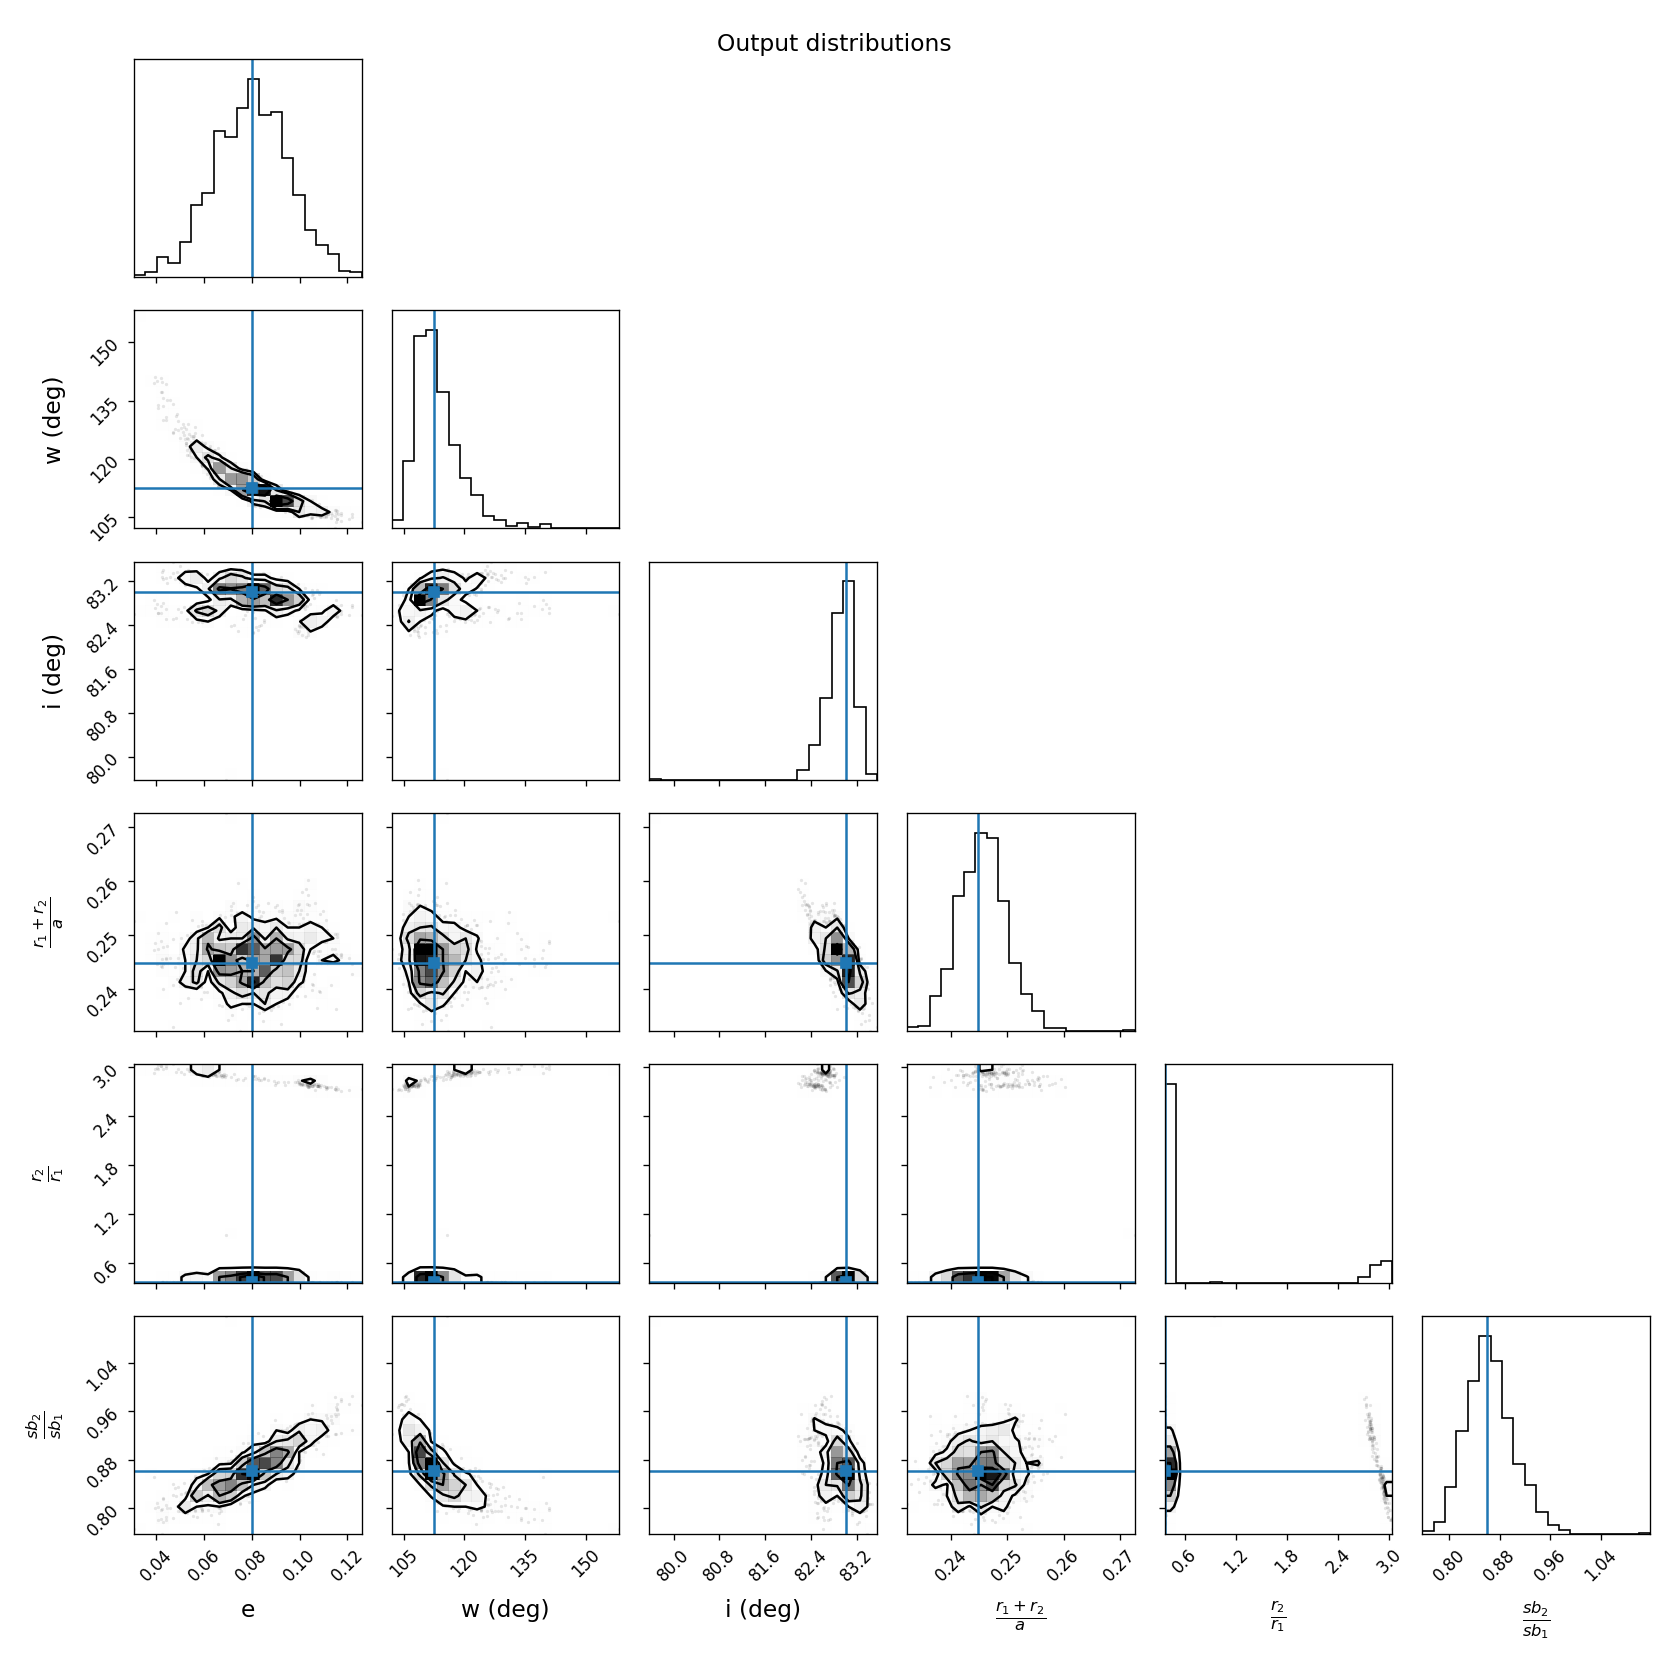 Output distributions
w (deg)
150
135
120
105
i (deg)
83.2
82.4
81.6
80.8
80.0
r₁ + r₂
a
0.27
0.26
0.25
0.24
r₂
r₁
3.0
2.4
1.8
1.2
0.6
sb₂
sb₁
1.04
0.96
0.88
0.80
0.04 0.06 0.08 0.10 0.12 105 120 135 150 80.0 80.8 81.6 82.4 83.2 0.24 0.25 0.26 0.27 0.6 1.2 1.8 2.4 3.0 0.80 0.88 0.96 1.04
e w (deg) i (deg)
r₁ + r₂
a
r₂
r₁
sb₂
sb₁